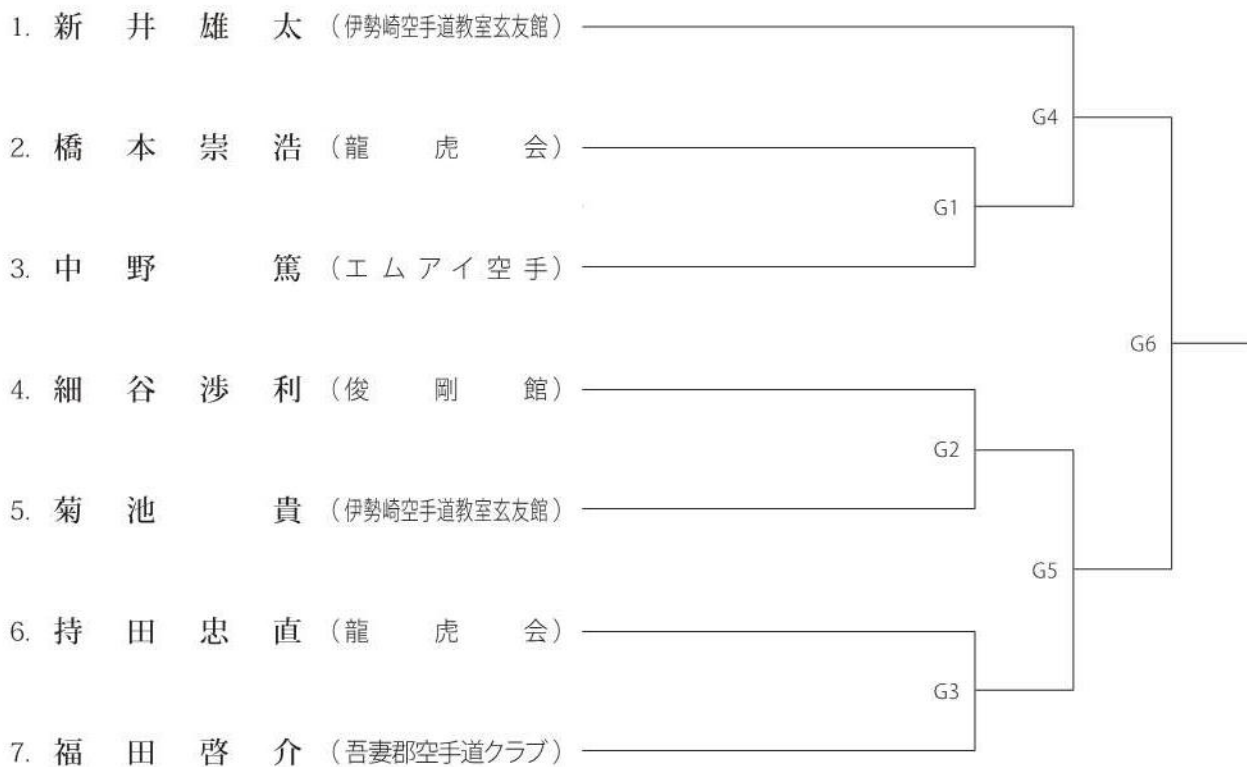 1. 新井雄太 (伊勢崎空手道教室玄友館)
G4
2. 橋本崇浩 (龍虎会)
G1
3. 中野篤 (エムアイ空手)
G6
4. 細谷渉利 (俊剛館)
G2
5. 菊池貴 (伊勢崎空手道教室玄友館)
G5
6. 持田忠直 (龍虎会)
G3
7. 福田啓介 (吾妻郡空手道クラブ)